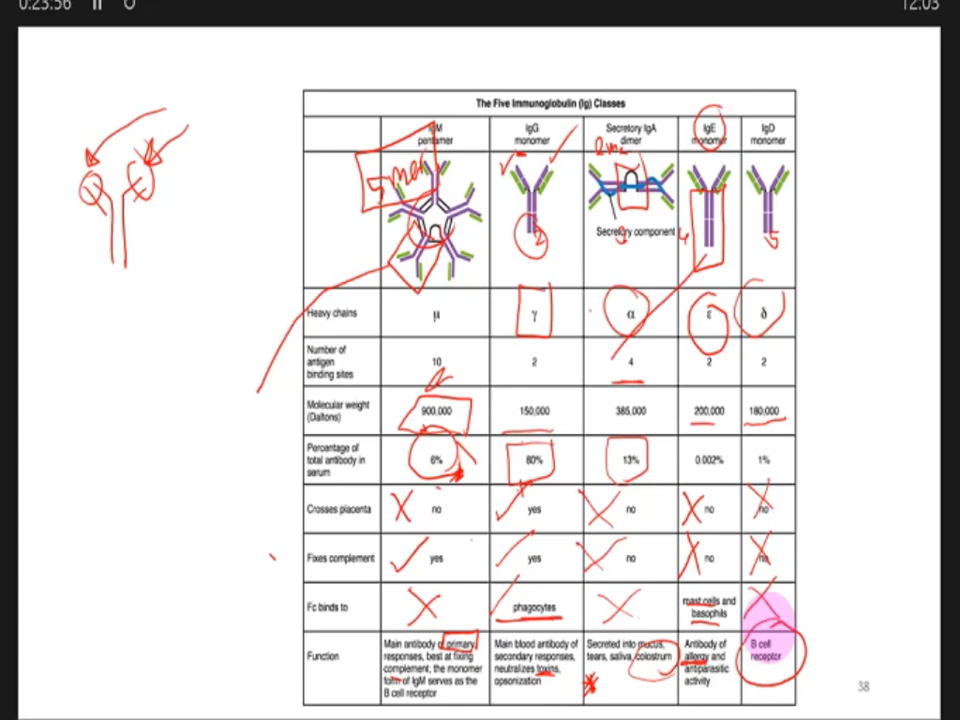 0:23:56
12:03
The Five Immunoglobulin (Ig) Classes
IgM pentamer IgG monomer Secretory IgA dimer IgE monomer IgD monomer
5 mer
2
3
4
5
Secretory component
Heavy chains μ γ α ε δ
Number of antigen binding sites 10 2 4 2 2
Molecular weight (Daltons) 900,000 150,000 385,000 200,000 180,000
Percentage of total antibody in serum 6% 80% 13% 0.002% 1%
Crosses placenta no yes no no no
Fixes complement yes yes no no no
Fc binds to phagocytes mast cells and basophils
Function
Main antibody of primary responses, best at fixing complement; the monomer form of IgM serves as the B cell receptor
Main blood antibody of secondary responses, neutralizes toxins, opsonization
Secreted into mucus, tears, saliva, colostrum
Antibody of allergy and antiparasitic activity
B cell receptor
38